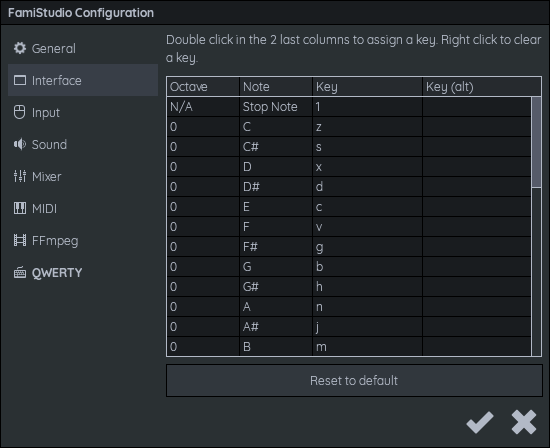 FamiStudio Configuration
General
Interface
Input
Sound
Mixer
MIDI
FFmpeg
QWERTY
Double click in the 2 last columns to assign a key. Right click to clear
a key.
Octave Note Key Key (alt)
N/A Stop Note 1
0 C z
0 C# s
0 D x
0 D# d
0 E c
0 F v
0 F# g
0 G b
0 G# h
0 A n
0 A# j
0 B m
Reset to default